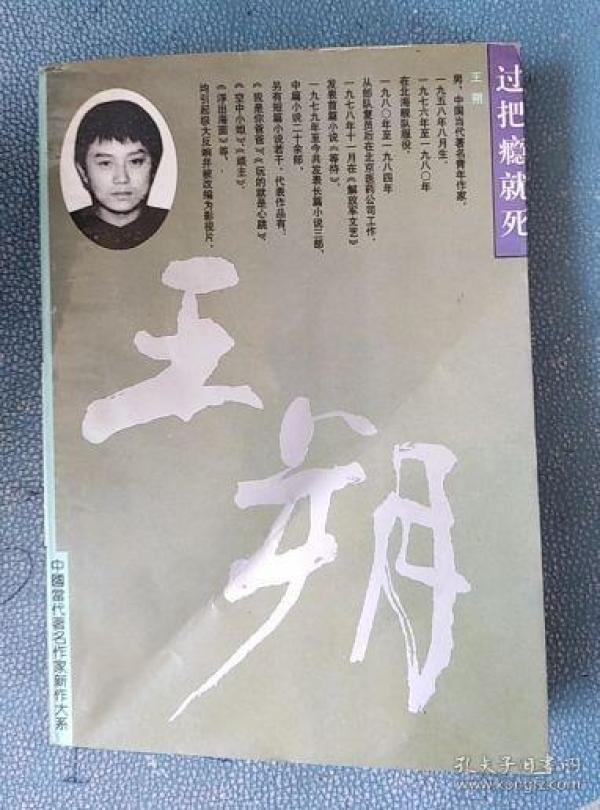 过把瘾就死
王朔
男，中国当代著名青年作家。
一九五八年八月生。
一九七六年至一九八〇年
在北海舰队服役。
一九八〇年至一九八四年
从部队复员后在北京医药公司工作。
一九七八年十一月在《解放军文艺》
发表首篇小说《等待》。
一九七九年至今共发表长篇小说三部，
中篇小说二十余部，
另有短篇小说若干。代表作品有：
《我是你爸爸》《玩的就是心跳》、
《空中小姐》、《顽主》、
《浮出海面》等，
均引起极大反响并被改编为影视片。
王朔
中國當代著名作家新作大系
孔夫子旧书网
www.kongfz.com